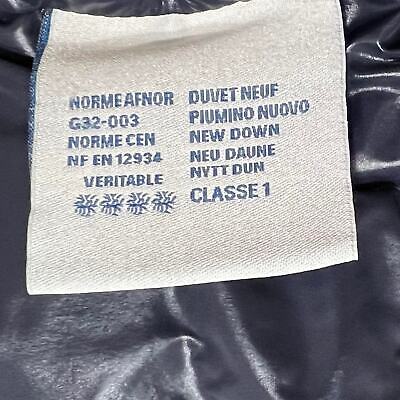 NORME AFNOR
G32-003
NORME CEN
NF EN 12934
VERITABLE
DUVET NEUF
PIUMINO NUOVO
NEW DOWN
NEU DAUNE
NYTT DUN
CLASSE 1